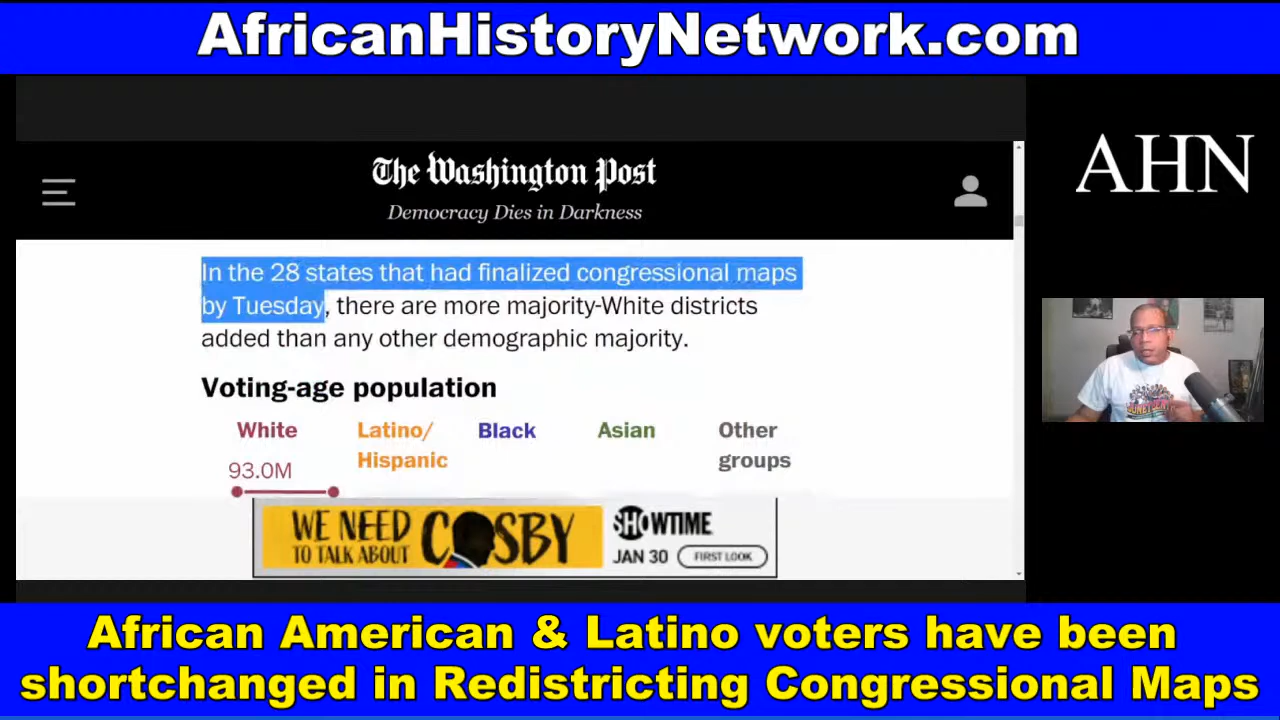 AfricanHistoryNetwork.com
AHN
The Washington Post
Democracy Dies in Darkness
In the 28 states that had finalized congressional maps
by Tuesday, there are more majority-White districts
added than any other demographic majority.
Voting-age population
White Latino/ Black Asian Other
Hispanic groups
93.0M
WE NEED
TO TALK ABOUT COSBY
SHOWTIME
JAN 30 FIRST LOOK
African American & Latino voters have been
shortchanged in Redistricting Congressional Maps